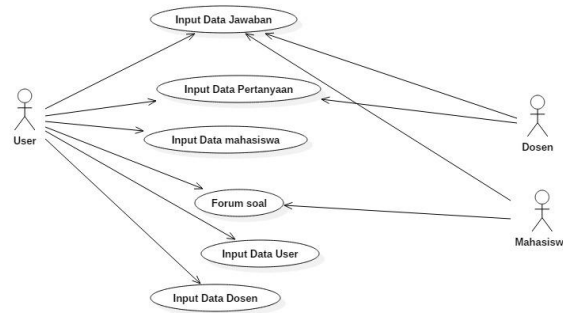 Input Data Jawaban
Input Data Pertanyaan
User
Input Data mahasiswa
Dosen
Forum soal
Mahasisw
Input Data User
Input Data Dosen